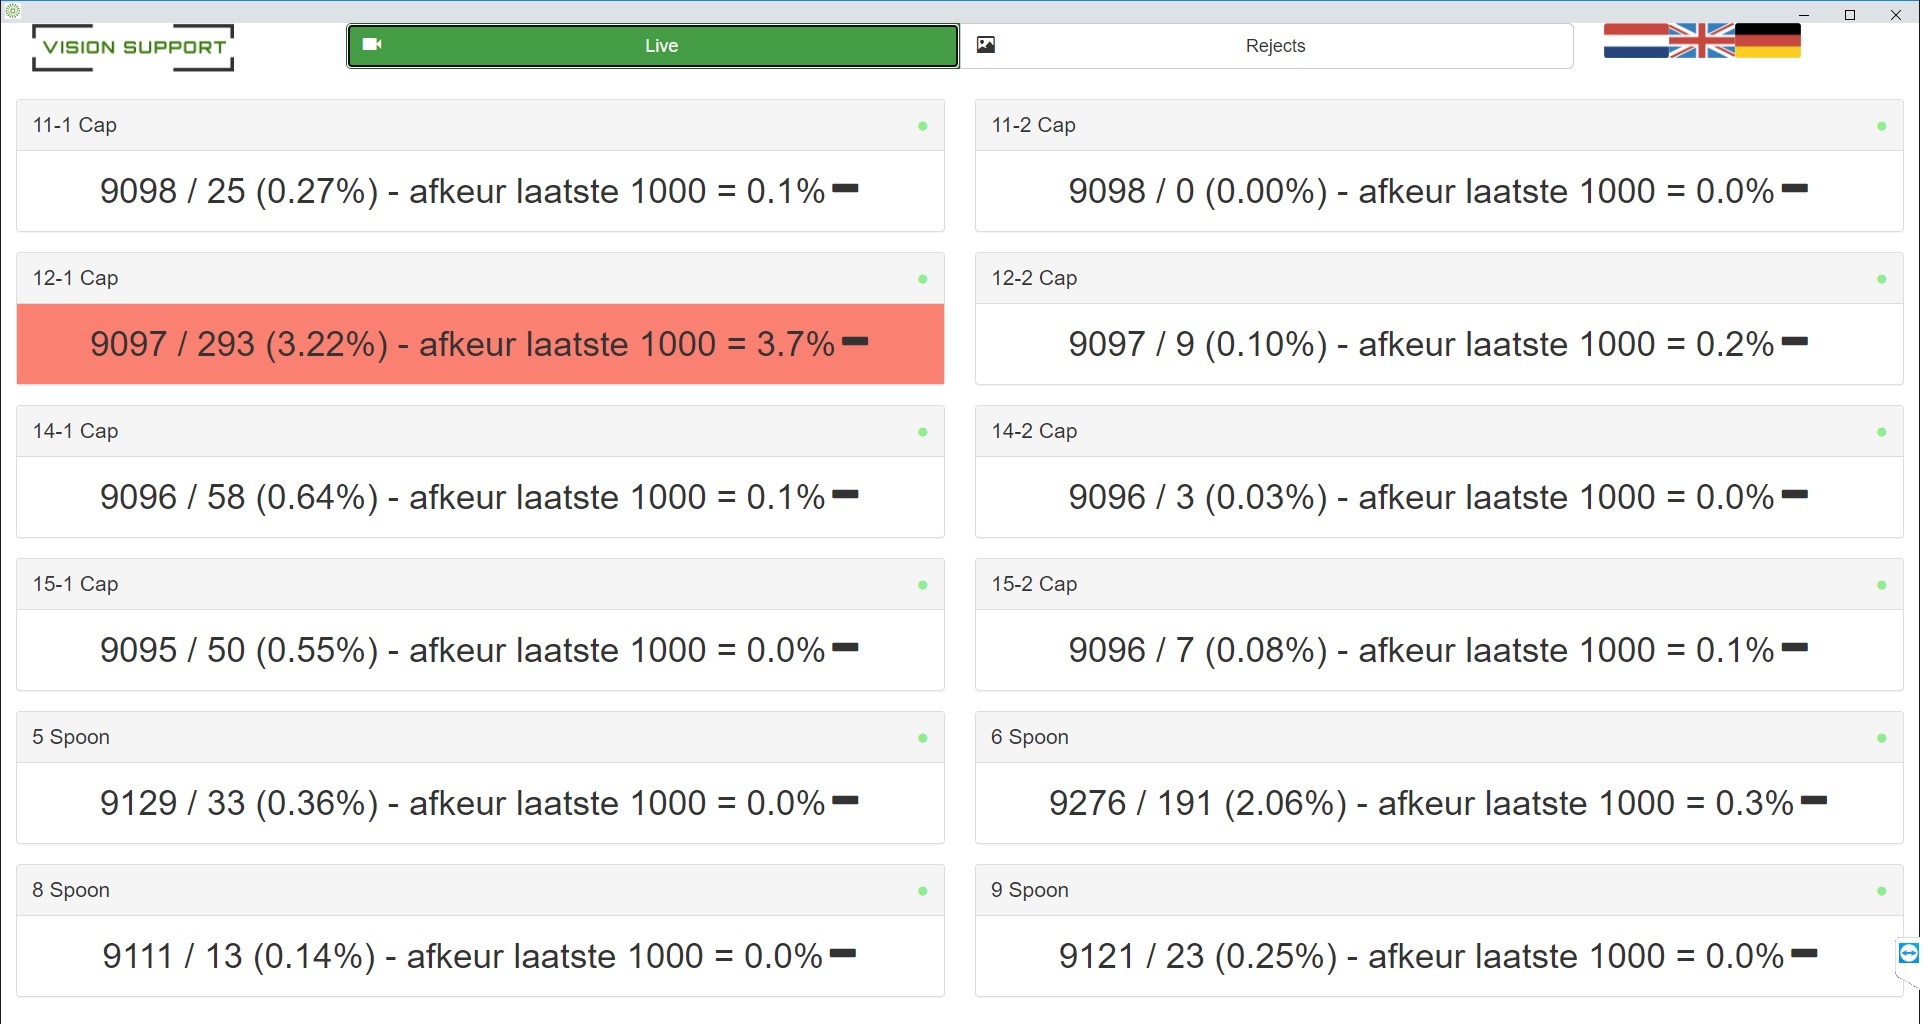 VISION SUPPORT
Live
Rejects
11-1 Cap
9098 / 25 (0.27%) - afkeur laatste 1000 = 0.1%
11-2 Cap
9098 / 0 (0.00%) - afkeur laatste 1000 = 0.0%
12-1 Cap
9097 / 293 (3.22%) - afkeur laatste 1000 = 3.7%
12-2 Cap
9097 / 9 (0.10%) - afkeur laatste 1000 = 0.2%
14-1 Cap
9096 / 58 (0.64%) - afkeur laatste 1000 = 0.1%
14-2 Cap
9096 / 3 (0.03%) - afkeur laatste 1000 = 0.0%
15-1 Cap
9095 / 50 (0.55%) - afkeur laatste 1000 = 0.0%
15-2 Cap
9096 / 7 (0.08%) - afkeur laatste 1000 = 0.1%
5 Spoon
9129 / 33 (0.36%) - afkeur laatste 1000 = 0.0%
6 Spoon
9276 / 191 (2.06%) - afkeur laatste 1000 = 0.3%
8 Spoon
9111 / 13 (0.14%) - afkeur laatste 1000 = 0.0%
9 Spoon
9121 / 23 (0.25%) - afkeur laatste 1000 = 0.0%